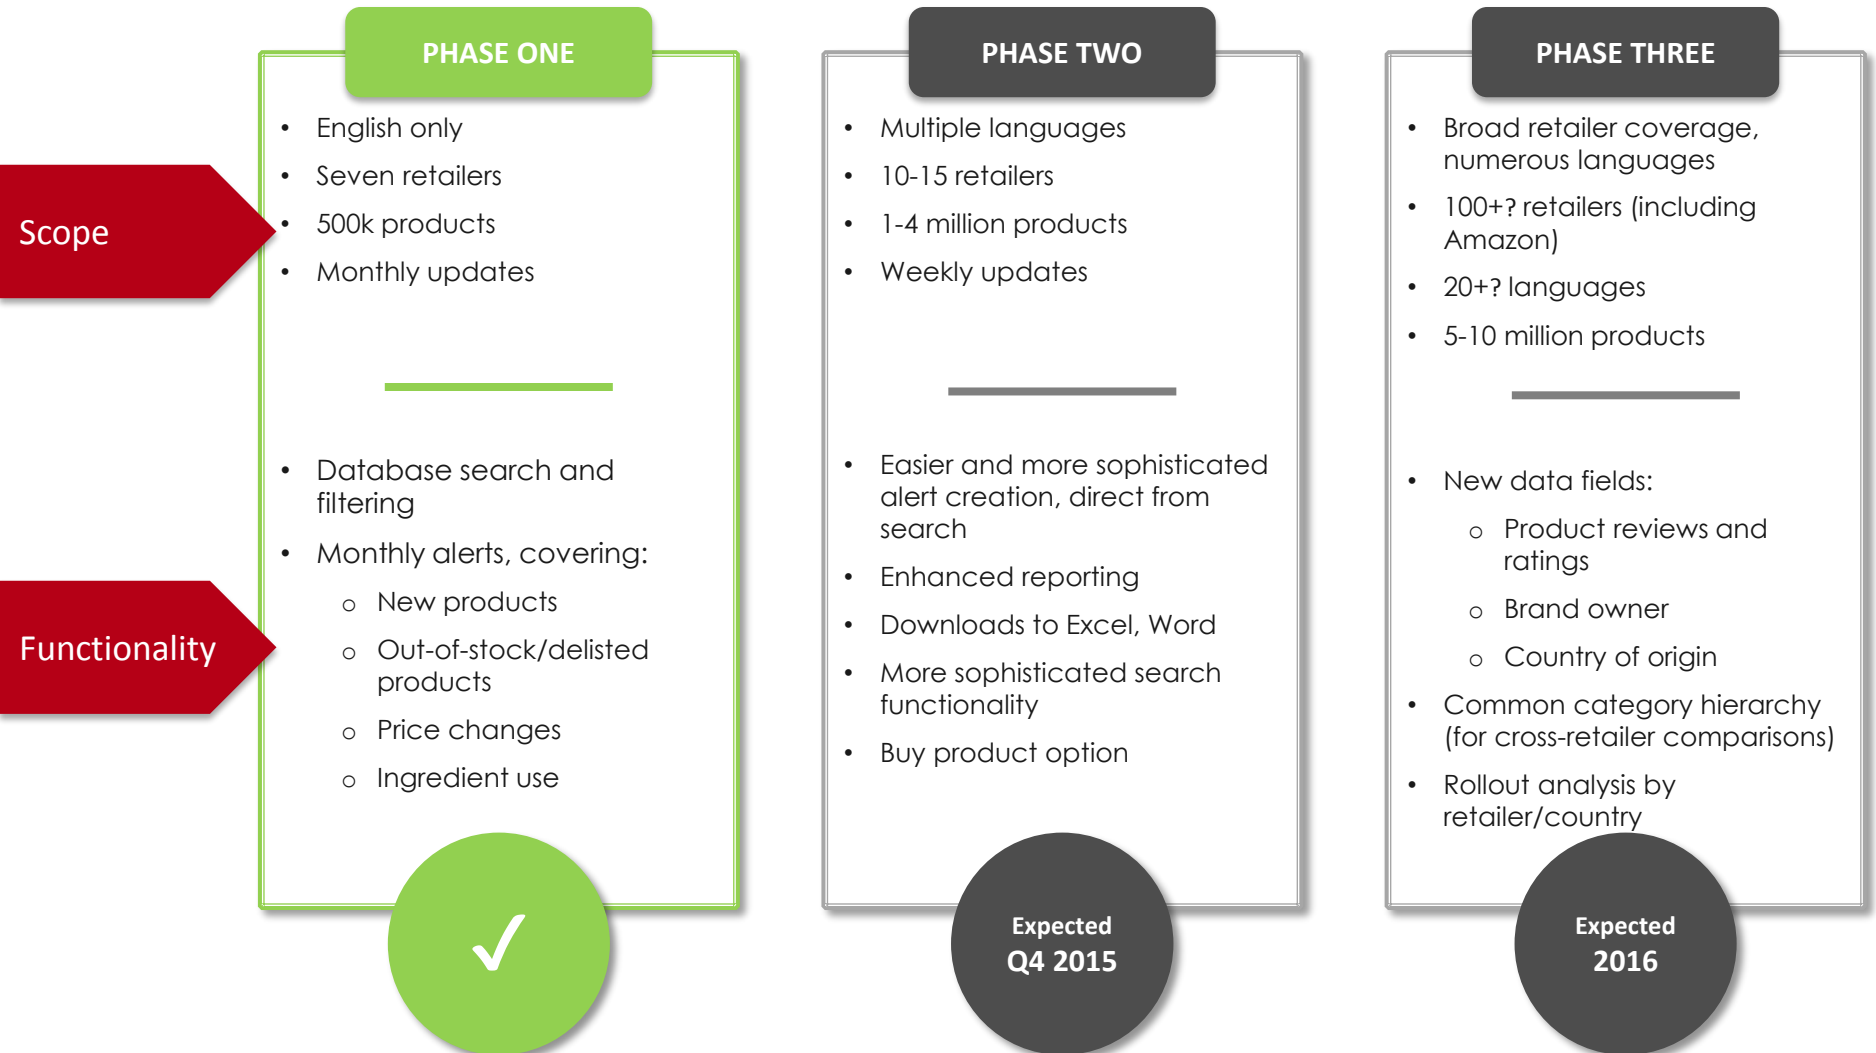 PHASE ONE
PHASE TWO
PHASE THREE
Scope
• English only
• Seven retailers
• 500k products
• Monthly updates
• Multiple languages
• 10-15 retailers
• 1-4 million products
• Weekly updates
• Broad retailer coverage,
numerous languages
• 100+? retailers (including
Amazon)
• 20+? languages
• 5-10 million products
Functionality
• Database search and
filtering
• Monthly alerts, covering:
o New products
o Out-of-stock/delisted
products
o Price changes
o Ingredient use
• Easier and more sophisticated
alert creation, direct from
search
• Enhanced reporting
• Downloads to Excel, Word
• More sophisticated search
functionality
• Buy product option
• New data fields:
o Product reviews and
ratings
o Brand owner
o Country of origin
• Common category hierarchy
(for cross-retailer comparisons)
• Rollout analysis by
retailer/country
✓
Expected
Q4 2015
Expected
2016